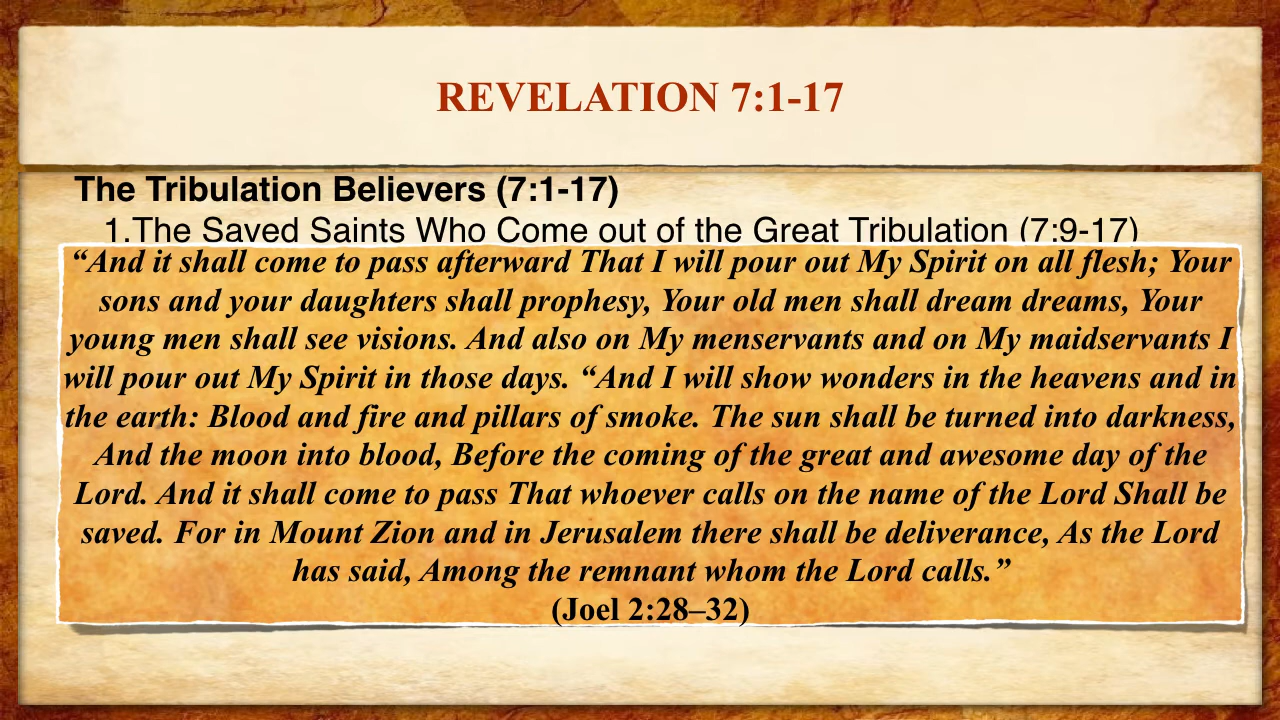 REVELATION 7:1-17
The Tribulation Believers (7:1-17)
1.The Saved Saints Who Come out of the Great Tribulation (7:9-17)
“And it shall come to pass afterward That I will pour out My Spirit on all flesh; Your
sons and your daughters shall prophesy, Your old men shall dream dreams, Your
young men shall see visions. And also on My menservants and on My maidservants I
will pour out My Spirit in those days. “And I will show wonders in the heavens and in
the earth: Blood and fire and pillars of smoke. The sun shall be turned into darkness,
And the moon into blood, Before the coming of the great and awesome day of the
Lord. And it shall come to pass That whoever calls on the name of the Lord Shall be
saved. For in Mount Zion and in Jerusalem there shall be deliverance, As the Lord
has said, Among the remnant whom the Lord calls.”
(Joel 2:28–32)